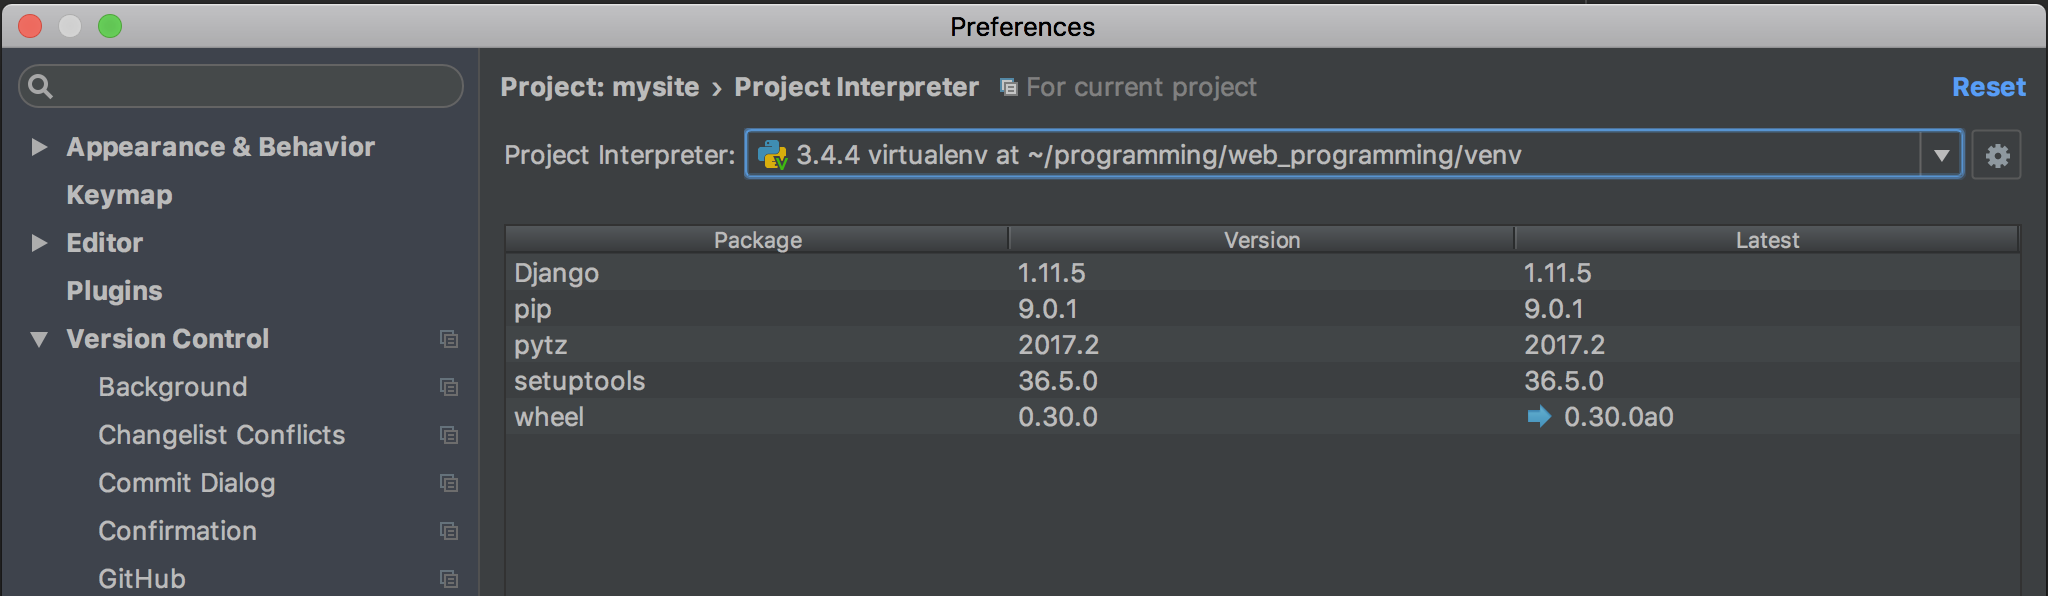 Preferences
Project: mysite › Project Interpreter For current project Reset
Project Interpreter: 3.4.4 virtualenv at ~/programming/web_programming/venv
Appearance & Behavior
Keymap
Editor
Plugins
Version Control
Background
Changelist Conflicts
Commit Dialog
Confirmation
GitHub
Package Version Latest
Django 1.11.5 1.11.5
pip 9.0.1 9.0.1
pytz 2017.2 2017.2
setuptools 36.5.0 36.5.0
wheel 0.30.0 0.30.0a0